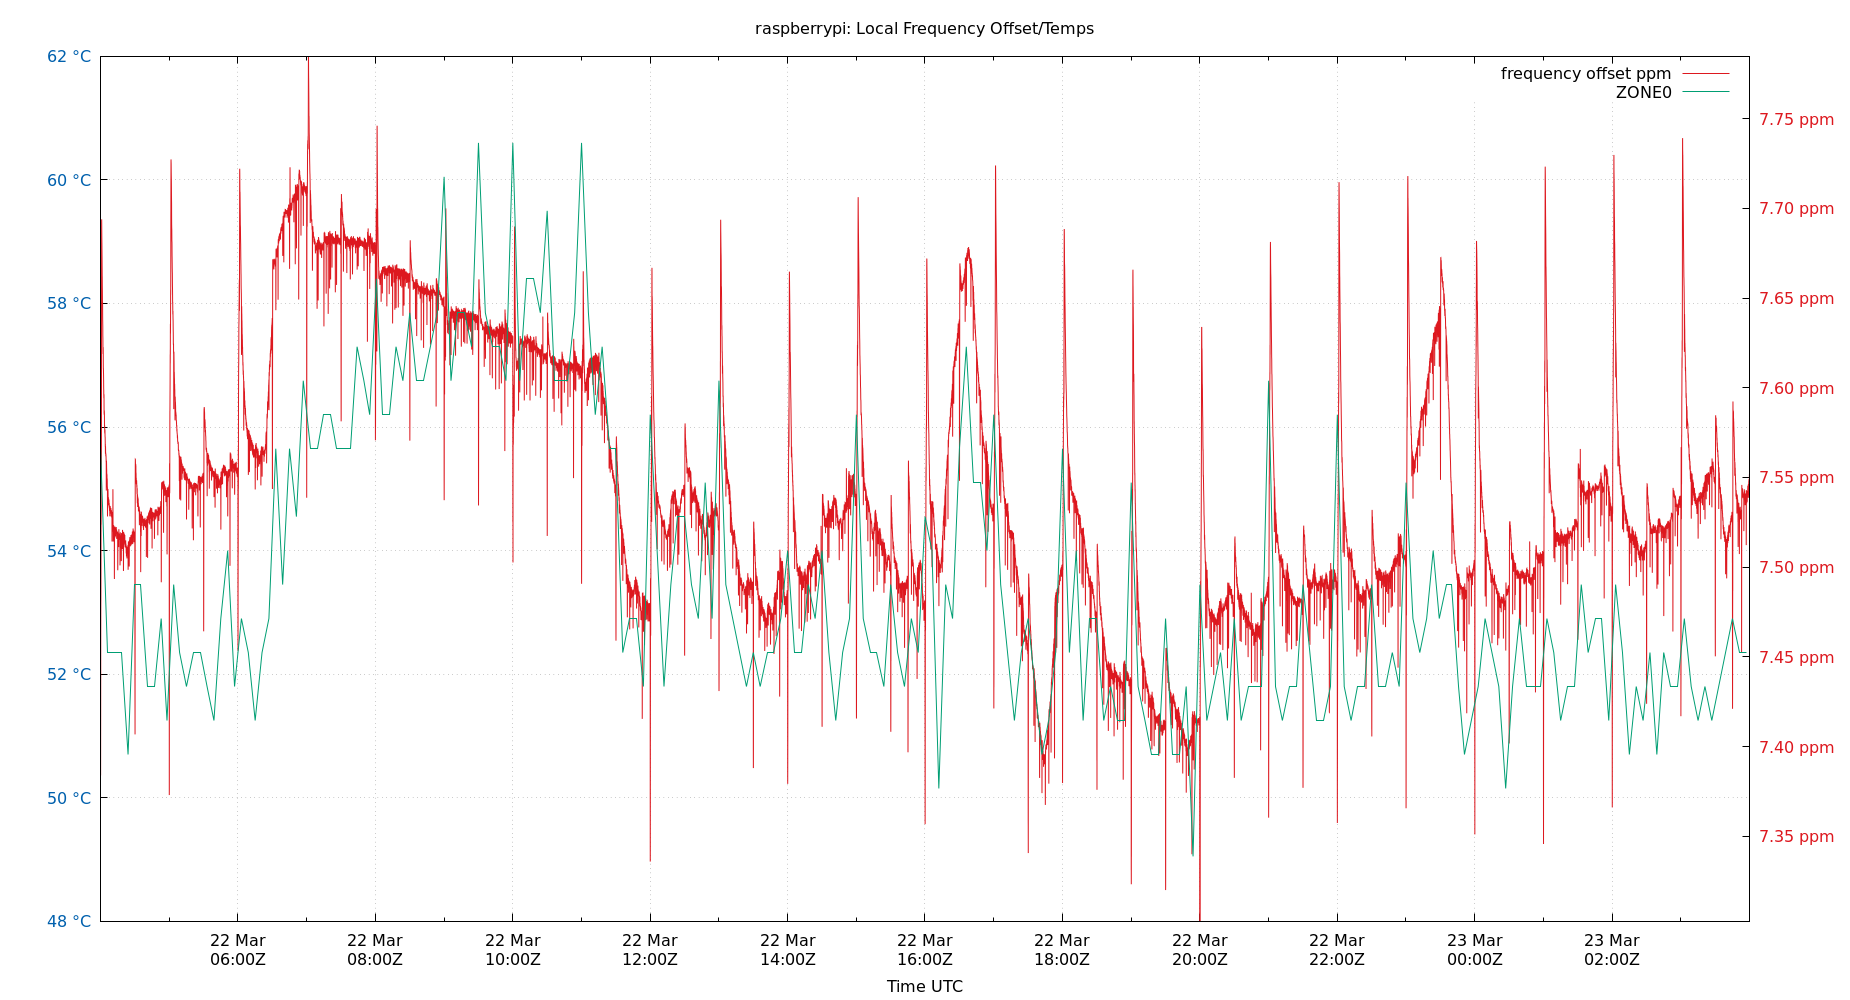 raspberrypi: Local Frequency Offset/Temps
62 °C
60 °C
58 °C
56 °C
54 °C
52 °C
50 °C
48 °C
frequency offset ppm
ZONE0
7.75 ppm
7.70 ppm
7.65 ppm
7.60 ppm
7.55 ppm
7.50 ppm
7.45 ppm
7.40 ppm
7.35 ppm
22 Mar
06:00Z
22 Mar
08:00Z
22 Mar
10:00Z
22 Mar
12:00Z
22 Mar
14:00Z
22 Mar
16:00Z
22 Mar
18:00Z
22 Mar
20:00Z
22 Mar
22:00Z
23 Mar
00:00Z
23 Mar
02:00Z
Time UTC